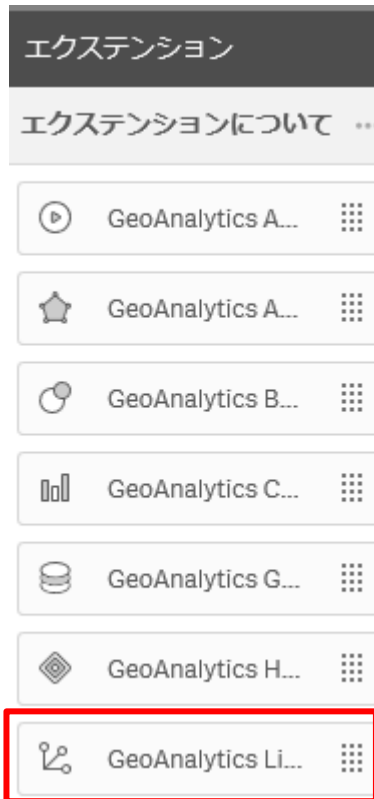 エクステンション
エクステンションについて ...
GeoAnalytics A...
GeoAnalytics A...
GeoAnalytics B...
GeoAnalytics C...
GeoAnalytics G...
GeoAnalytics H...
GeoAnalytics Li...